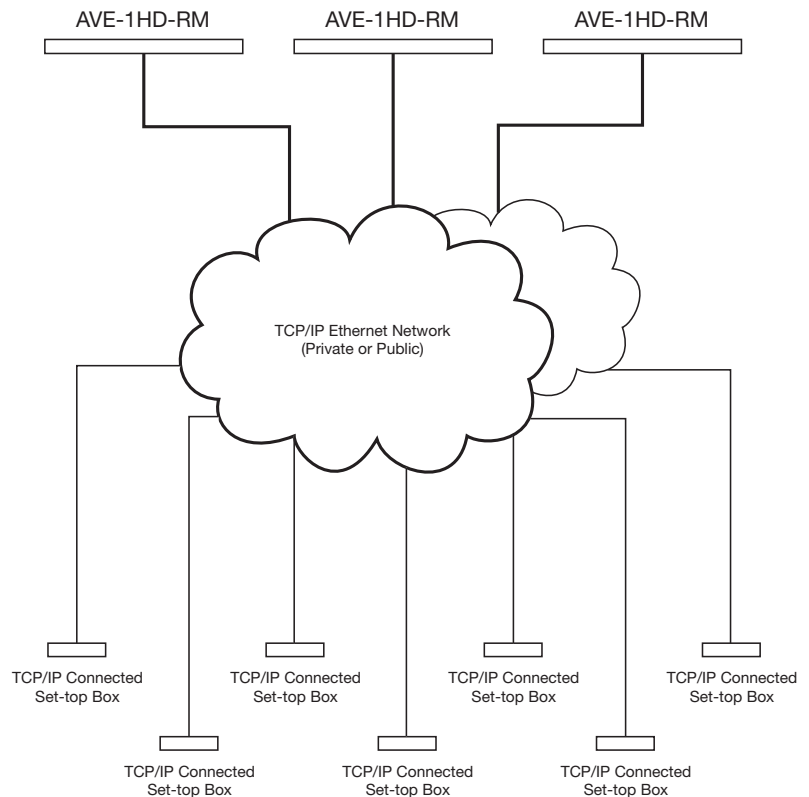 AVE-1HD-RM
AVE-1HD-RM
AVE-1HD-RM
TCP/IP Ethernet Network
(Private or Public)
TCP/IP Connected
Set-top Box
TCP/IP Connected
Set-top Box
TCP/IP Connected
Set-top Box
TCP/IP Connected
Set-top Box
TCP/IP Connected
Set-top Box
TCP/IP Connected
Set-top Box
TCP/IP Connected
Set-top Box